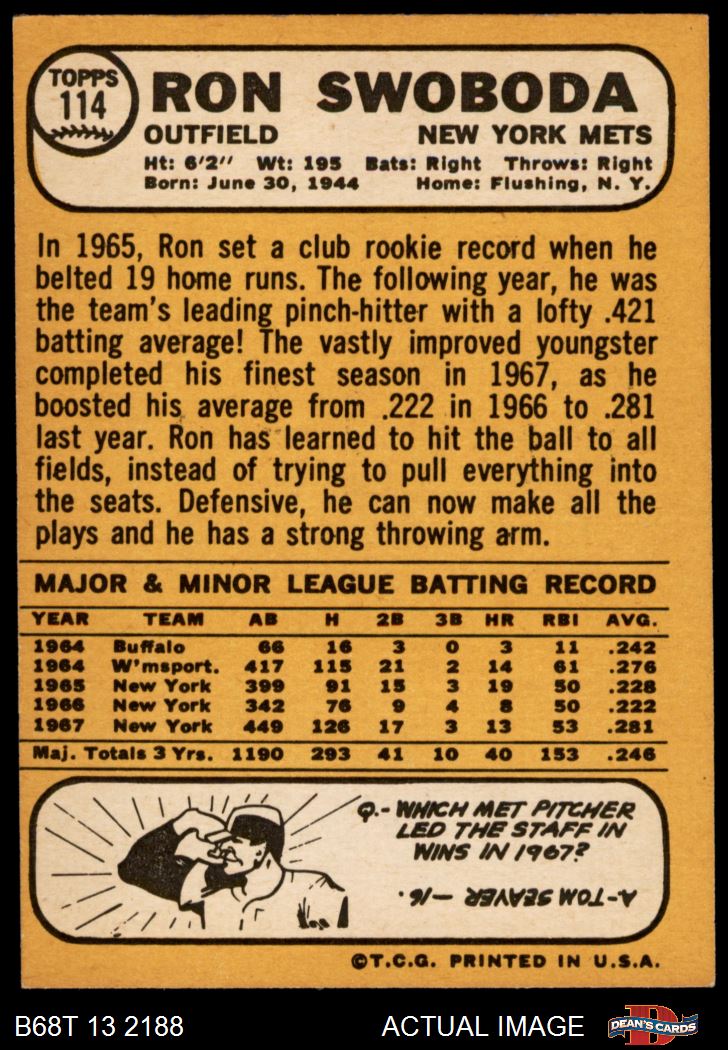 TOPPS
114
RON SWOBODA
OUTFIELD NEW YORK METS
Ht: 6'2" Wt: 195 Bats: Right Throws: Right
Born: June 30, 1944 Home: Flushing, N. Y.
In 1965, Ron set a club rookie record when he
belted 19 home runs. The following year, he was
the team's leading pinch-hitter with a lofty .421
batting average! The vastly improved youngster
completed his finest season in 1967, as he
boosted his average from .222 in 1966 to .281
last year. Ron has learned to hit the ball to all
fields, instead of trying to pull everything into
the seats. Defensive, he can now make all the
plays and he has a strong throwing arm.
MAJOR & MINOR LEAGUE BATTING RECORD
YEAR TEAM AB H 2B 3B HR RBI AVG.
1964 Buffalo 66 16 3 0 3 11 .242
1964 W'msport. 417 115 21 2 14 61 .276
1965 New York 399 91 15 3 19 50 .228
1966 New York 342 76 9 4 8 50 .222
1967 New York 449 126 17 3 13 53 .281
Maj. Totals 3 Yrs. 1190 293 41 10 40 153 .246
Q.- WHICH MET PITCHER
LED THE STAFF IN
WINS IN 1967?
A-TOM SEAVER -16.
©T.C.G. PRINTED IN U.S.A.
B68T 13 2188 ACTUAL IMAGE
D
DEAN'S CARDS